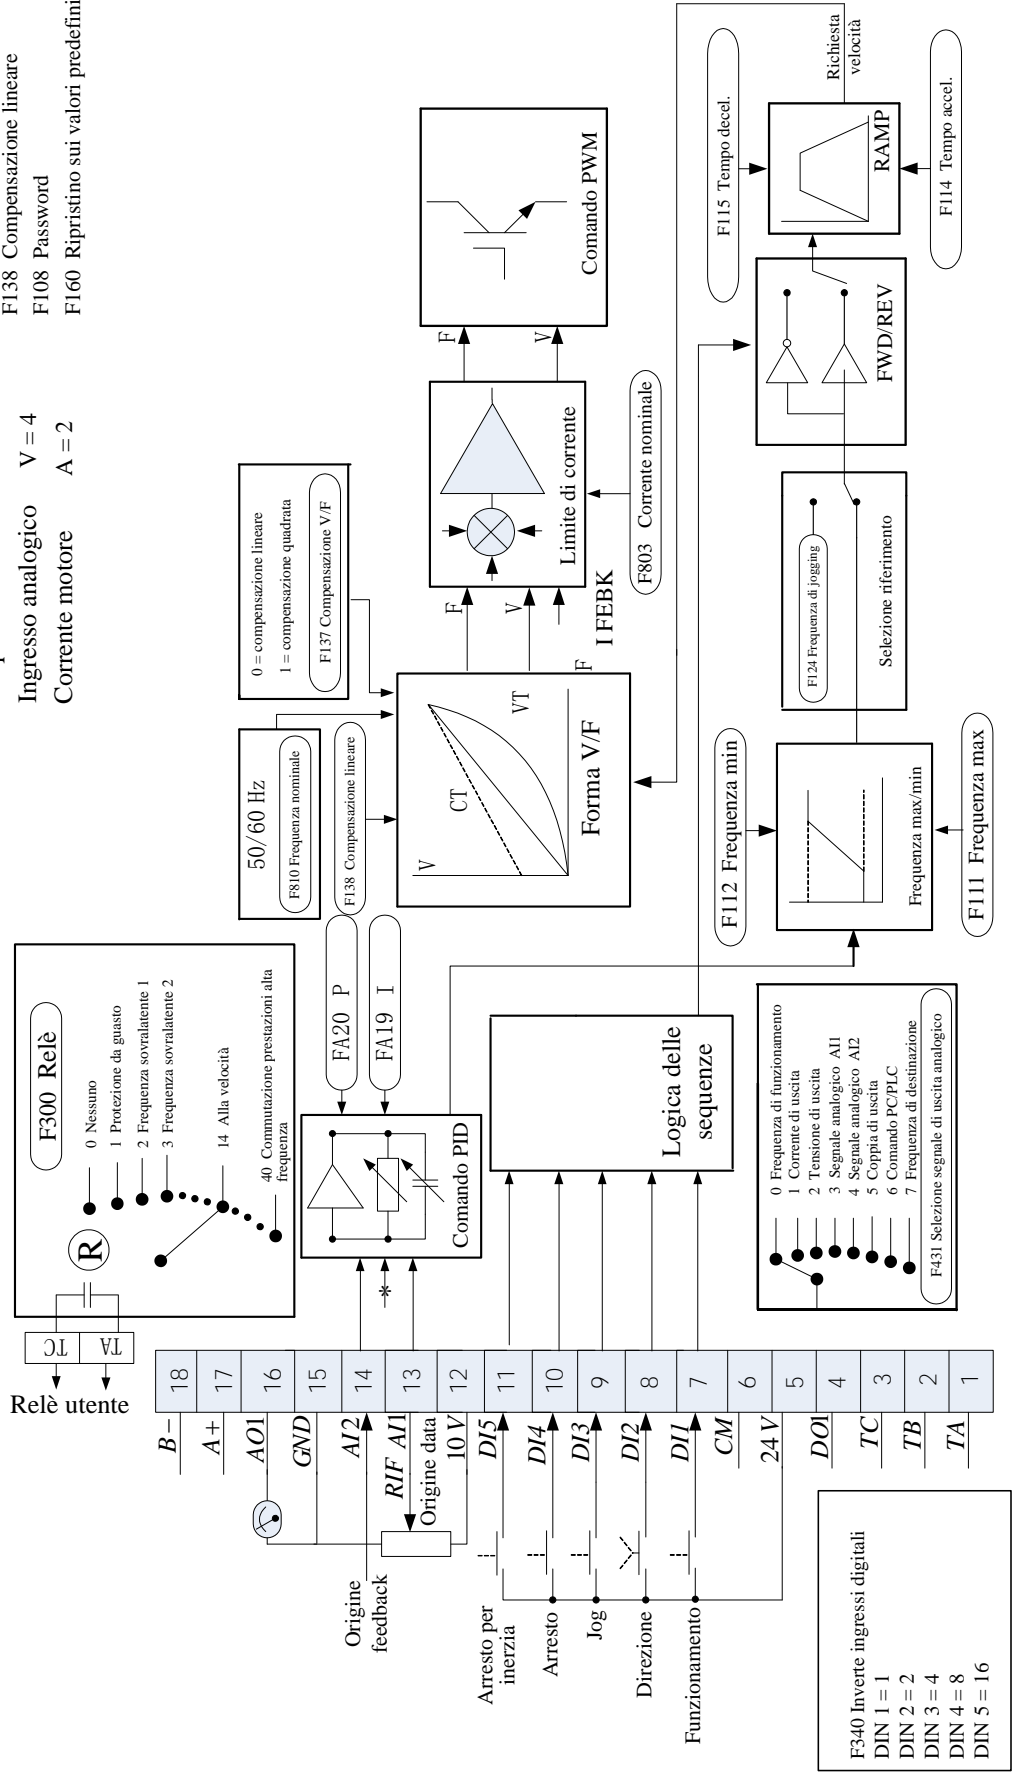 F138 Compensazione lineare
F108 Password
F160 Ripristino sui valori predefini
Ingresso analogico V = 4
Corrente motore A = 2
F300 Relè
0 Nessuno
1 Protezione da guasto
2 Frequenza sovralatente 1
3 Frequenza sovralatente 2
14 Alla velocità
40 Commutazione prestazioni alta
frequenza
R
TC
TA
Relè utente
50/60 Hz
F810 Frequenza nominale
0 = compensazione lineare
1 = compensazione quadrata
F137 Compensazione V/F
F138 Compensazione lineare
FA20 P
FA19 I
Comando PID
*
V
CT
VT
F
Forma V/F
F
V
I FEBK
Limite di corrente
F803 Corrente nominale
F
V
Comando PWM
Logica delle
sequenze
F112 Frequenza min
Frequenza max/min
F111 Frequenza max
F124 Frequenza di jogging
Selezione riferimento
FWD/REV
F115 Tempo decel.
RAMP
F114 Tempo accel.
Richiesta
velocità
0 Frequenza di funzionamento
1 Corrente di uscita
2 Tensione di uscita
3 Segnale analogico AI1
4 Segnale analogico AI2
5 Coppia di uscita
6 Comando PC/PLC
7 Frequenza di destinazione
F431 Selezione segnale di uscita analogico
18 B-
17 A+
16 AO1
15 GND
14 AI2
13 RIF AI1
Origine data
12 10 V
11 DI5
10 DI4
9 DI3
8 DI2
7 DI1
6 CM
5 24 V
4 DO1
3 TC
2 TB
1 TA
Origine
feedback
Arresto per
inerzia
Arresto
Jog
Direzione
Funzionamento
F340 Inverte ingressi digitali
DIN 1 = 1
DIN 2 = 2
DIN 3 = 4
DIN 4 = 8
DIN 5 = 16